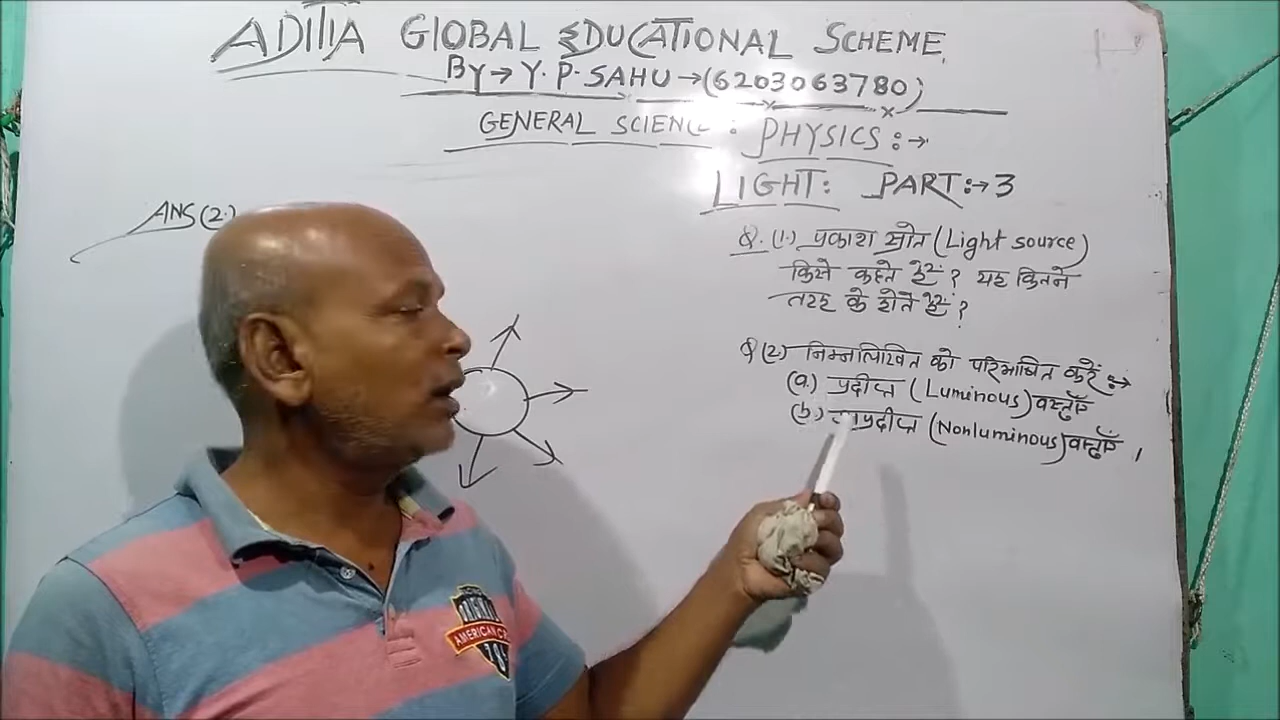 ADITIA GLOBAL EDUCATIONAL SCHEME
BY → Y. P. SAHU → (6203063780)
GENERAL SCIENCE : PHYSICS :→
LIGHT: PART :→ 3
ANS (2.)
Q. (1.) प्रकाश स्रोत (Light source)
किसे कहते हैं ? यह कितने
तरह के होते हैं ?
Q (2.) निम्नलिखित को परिभाषित करें :→
(a.) प्रदीप्त (Luminous) वस्तुएँ
(b.) अप्रदीप्त (Nonluminous) वस्तुएँ ,
AMERICAN